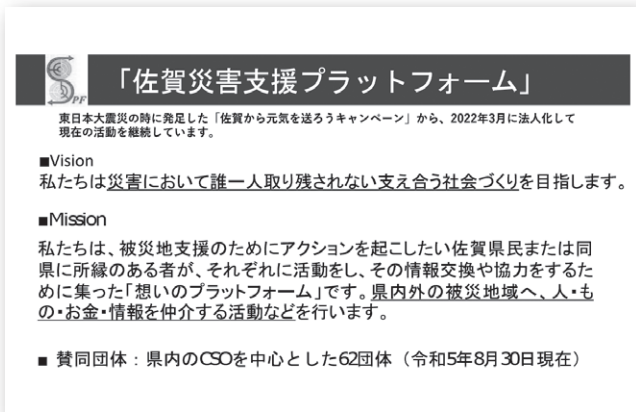 SPF
「佐賀災害支援プラットフォーム」
東日本大震災の時に発足した「佐賀から元気を送ろうキャンペーン」から、2022年3月に法人化して
現在の活動を継続しています。
■Vision
私たちは災害において誰一人取り残されない支え合う社会づくりを目指します。
■Mission
私たちは、被災地支援のためにアクションを起こしたい佐賀県民または同
県に所縁のある者が、それぞれに活動をし、その情報交換や協力をするた
めに集った「想いのプラットフォーム」です。県内外の被災地域へ、人・も
の・お金・情報を仲介する活動などを行います。
■ 賛同団体：県内のCSOを中心とした62団体（令和5年8月30日現在）